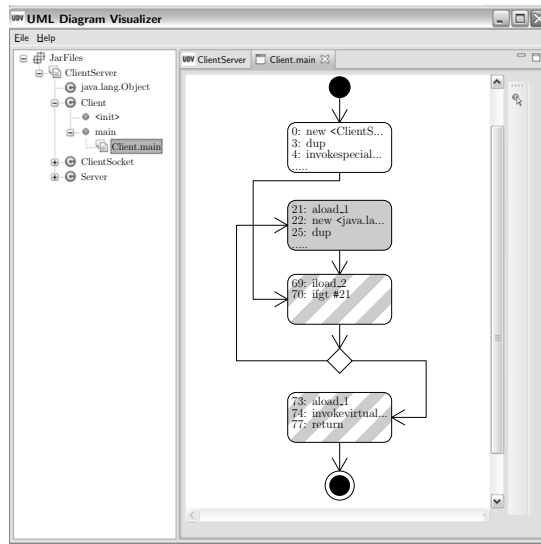 UDV UML Diagram Visualizer
File Help
JarFiles
ClientServer
java.lang.Object
Client
<init>
main
Client.main
ClientSocket
Server
UDV ClientServer Client.main
0: new <ClientS...
3: dup
4: invokespecial...
.....
21: aload_1
22: new <java.la...
25: dup
.....
69: iload_2
70: ifgt #21
73: aload_1
74: invokevirtual...
77: return